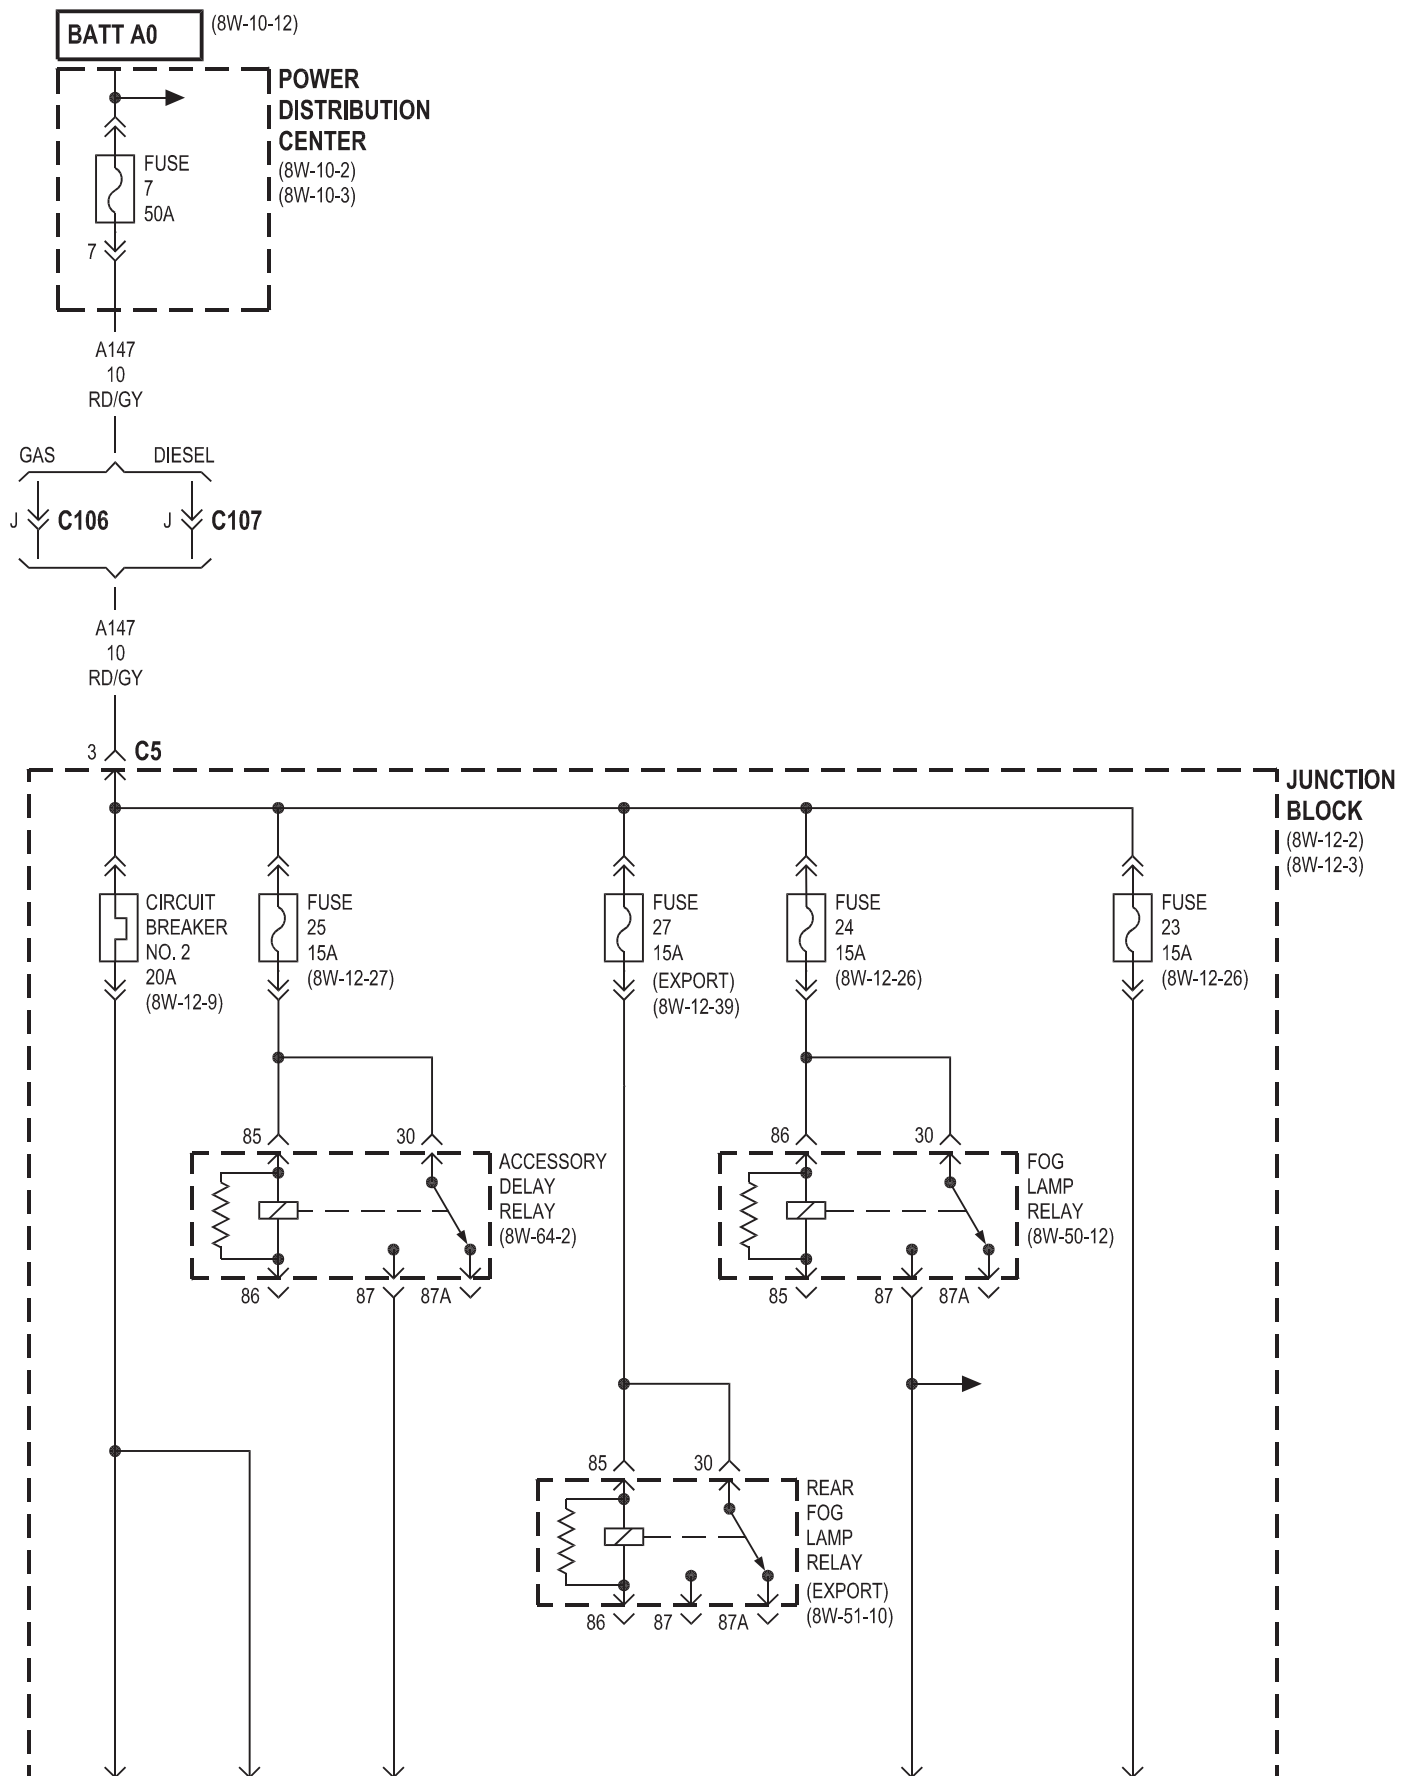 BATT A0
(8W-10-12)
POWER
DISTRIBUTION
CENTER
(8W-10-2)
(8W-10-3)
FUSE
7
50A
7
A147
10
RD/GY
GAS
DIESEL
J
C106
J
C107
A147
10
RD/GY
3
C5
JUNCTION
BLOCK
(8W-12-2)
(8W-12-3)
CIRCUIT
BREAKER
NO. 2
20A
(8W-12-9)
FUSE
25
15A
(8W-12-27)
FUSE
27
15A
(EXPORT)
(8W-12-39)
FUSE
24
15A
(8W-12-26)
FUSE
23
15A
(8W-12-26)
85
30
ACCESSORY
DELAY
RELAY
(8W-64-2)
86
87
87A
86
30
FOG
LAMP
RELAY
(8W-50-12)
85
87
87A
85
30
REAR
FOG
LAMP
RELAY
(EXPORT)
(8W-51-10)
86
87
87A